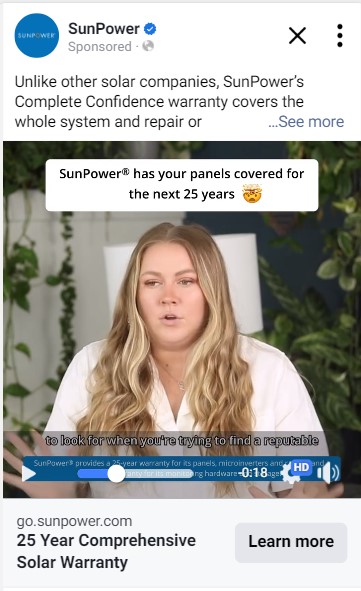 SUNPOWER
SunPower
Sponsored ·
Unlike other solar companies, SunPower's
Complete Confidence warranty covers the
whole system and repair or ...See more
SunPower® has your panels covered for
the next 25 years 🤯
to look for when you're trying to find a reputable
SunPower® provides a 25-year warranty for its panels, microinverters and
its monitoring hardware
-0:18
HD
go.sunpower.com
25 Year Comprehensive
Solar Warranty
Learn more